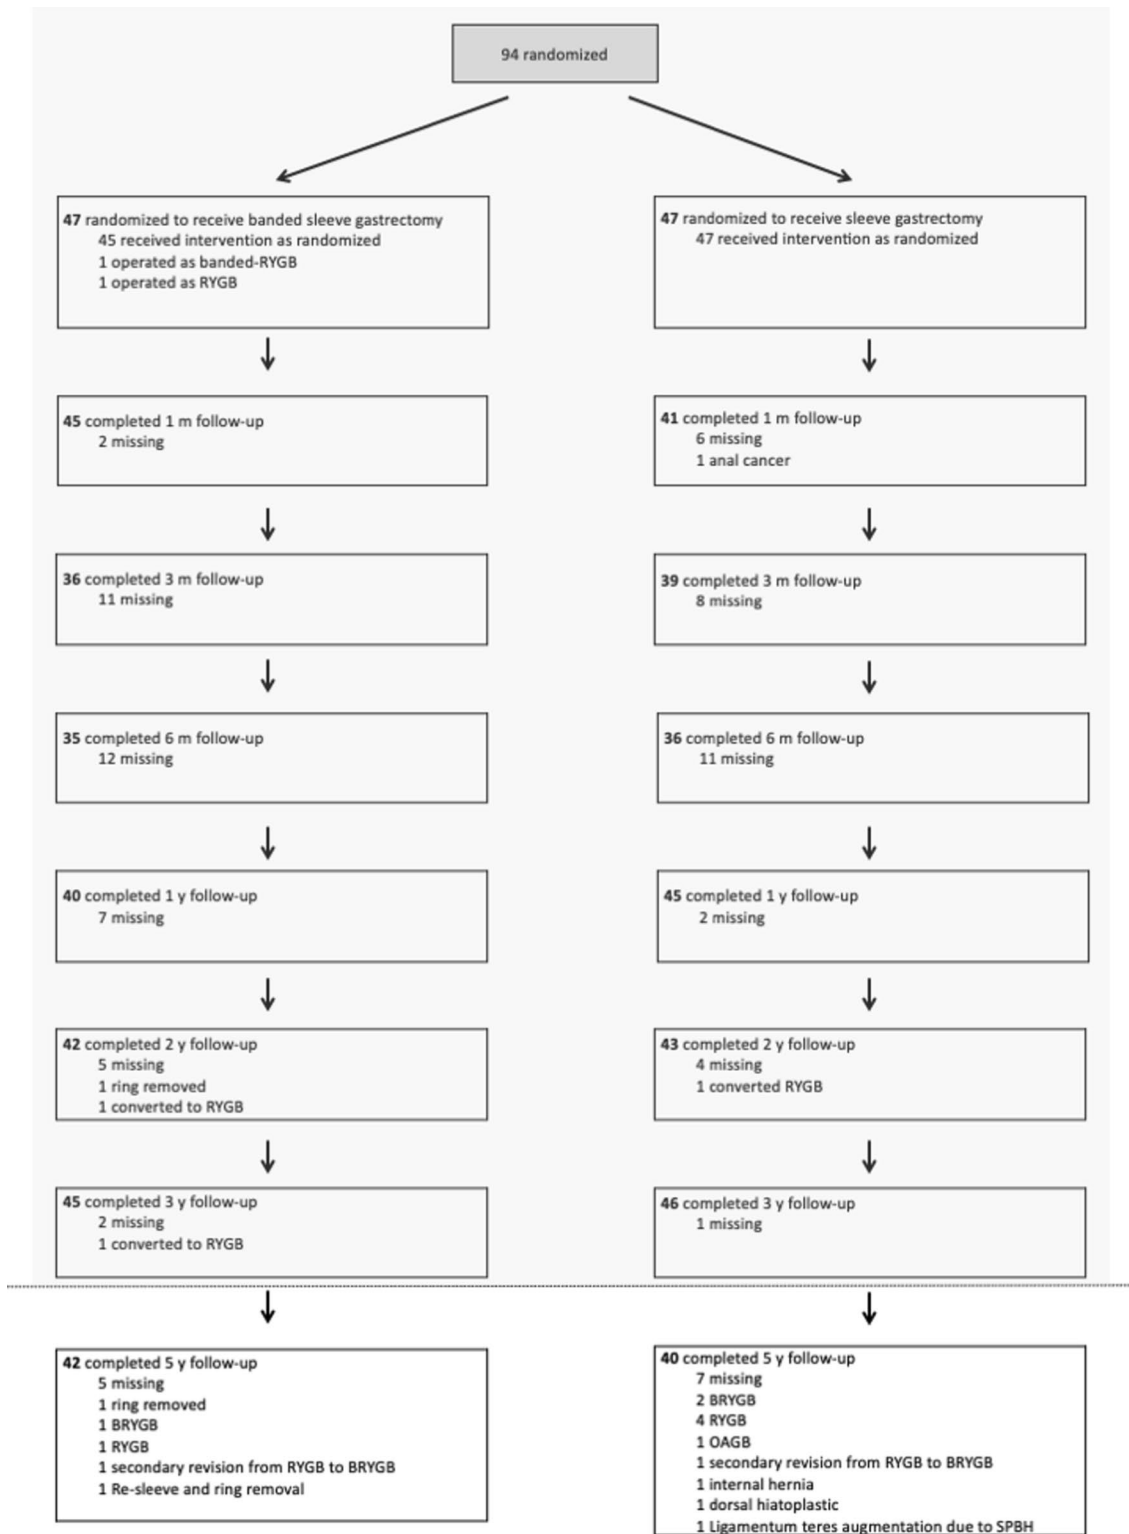 94 randomized
47 randomized to receive banded sleeve gastrectomy
45 received intervention as randomized
1 operated as banded-RYGB
1 operated as RYGB
47 randomized to receive sleeve gastrectomy
47 received intervention as randomized
45 completed 1 m follow-up
2 missing
41 completed 1 m follow-up
6 missing
1 anal cancer
36 completed 3 m follow-up
11 missing
39 completed 3 m follow-up
8 missing
35 completed 6 m follow-up
12 missing
36 completed 6 m follow-up
11 missing
40 completed 1 y follow-up
7 missing
45 completed 1 y follow-up
2 missing
42 completed 2 y follow-up
5 missing
1 ring removed
1 converted to RYGB
43 completed 2 y follow-up
4 missing
1 converted RYGB
45 completed 3 y follow-up
2 missing
1 converted to RYGB
46 completed 3 y follow-up
1 missing
42 completed 5 y follow-up
5 missing
1 ring removed
1 BRYGB
1 RYGB
1 secondary revision from RYGB to BRYGB
1 Re-sleeve and ring removal
40 completed 5 y follow-up
7 missing
2 BRYGB
4 RYGB
1 OAGB
1 secondary revision from RYGB to BRYGB
1 internal hernia
1 dorsal hiatoplastic
1 Ligamentum teres augmentation due to SPBH